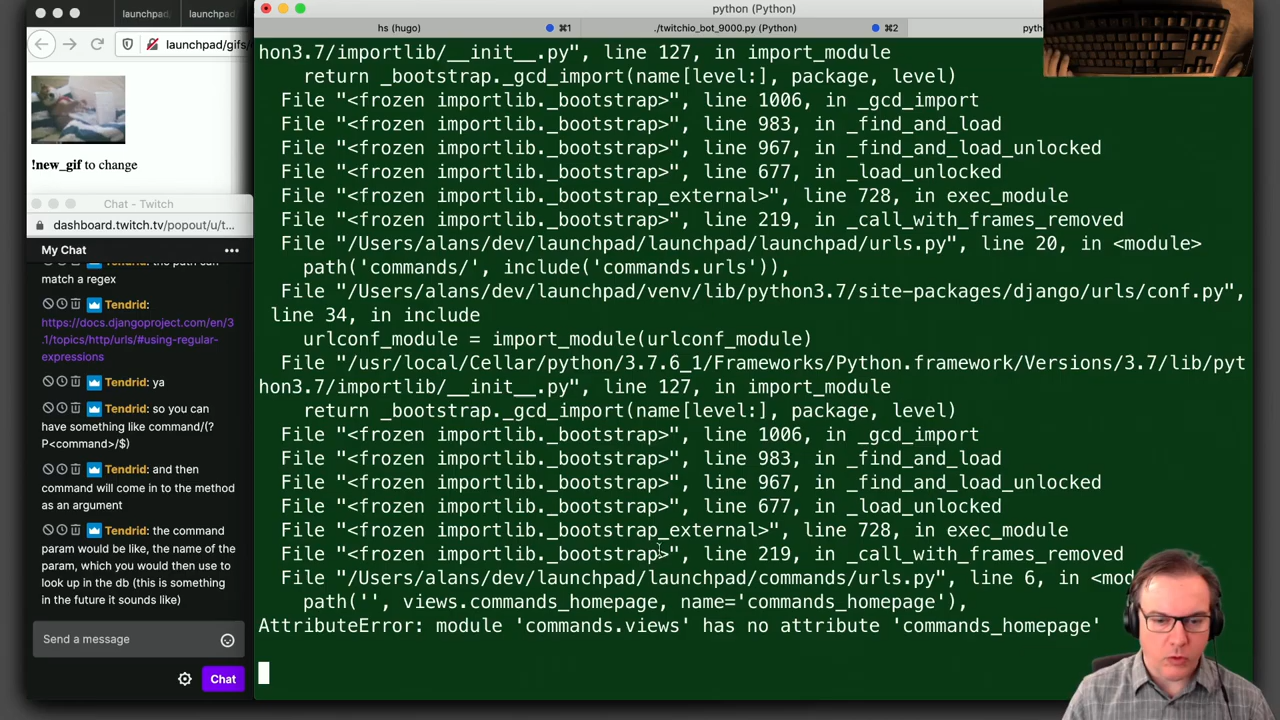 launchpad
launchpad
launchpad/gifs/
!new_gif to change
Chat - Twitch
dashboard.twitch.tv/popout/u/t...
My Chat
match a regex
Tendrid:
https://docs.djangoproject.com/en/3
.1/topics/http/urls/#using-regular-
expressions
Tendrid: ya
Tendrid: so you can
have something like command/(?
P<command>/$)
Tendrid: and then
command will come in to the method
as an argument
Tendrid: the command
param would be like, the name of the
param, which you would then use to
look up in the db (this is something
in the future it sounds like)
Send a message
Chat
python (Python)
hs (hugo)
⌘1
./twitchio_bot_9000.py (Python)
⌘2
hon3.7/importlib/__init__.py", line 127, in import_module
return _bootstrap._gcd_import(name[level:], package, level)
File "<frozen importlib._bootstrap>", line 1006, in _gcd_import
File "<frozen importlib._bootstrap>", line 983, in _find_and_load
File "<frozen importlib._bootstrap>", line 967, in _find_and_load_unlocked
File "<frozen importlib._bootstrap>", line 677, in _load_unlocked
File "<frozen importlib._bootstrap_external>", line 728, in exec_module
File "<frozen importlib._bootstrap>", line 219, in _call_with_frames_removed
File "/Users/alans/dev/launchpad/launchpad/launchpad/urls.py", line 20, in <module>
path('commands/', include('commands.urls')),
File "/Users/alans/dev/launchpad/venv/lib/python3.7/site-packages/django/urls/conf.py",
line 34, in include
urlconf_module = import_module(urlconf_module)
File "/usr/local/Cellar/python/3.7.6_1/Frameworks/Python.framework/Versions/3.7/lib/pyt
hon3.7/importlib/__init__.py", line 127, in import_module
return _bootstrap._gcd_import(name[level:], package, level)
File "<frozen importlib._bootstrap>", line 1006, in _gcd_import
File "<frozen importlib._bootstrap>", line 983, in _find_and_load
File "<frozen importlib._bootstrap>", line 967, in _find_and_load_unlocked
File "<frozen importlib._bootstrap>", line 677, in _load_unlocked
File "<frozen importlib._bootstrap_external>", line 728, in exec_module
File "<frozen importlib._bootstrap>", line 219, in _call_with_frames_removed
File "/Users/alans/dev/launchpad/launchpad/commands/urls.py", line 6, in <mod
path('', views.commands_homepage, name='commands_homepage'),
AttributeError: module 'commands.views' has no attribute 'commands_homepage'